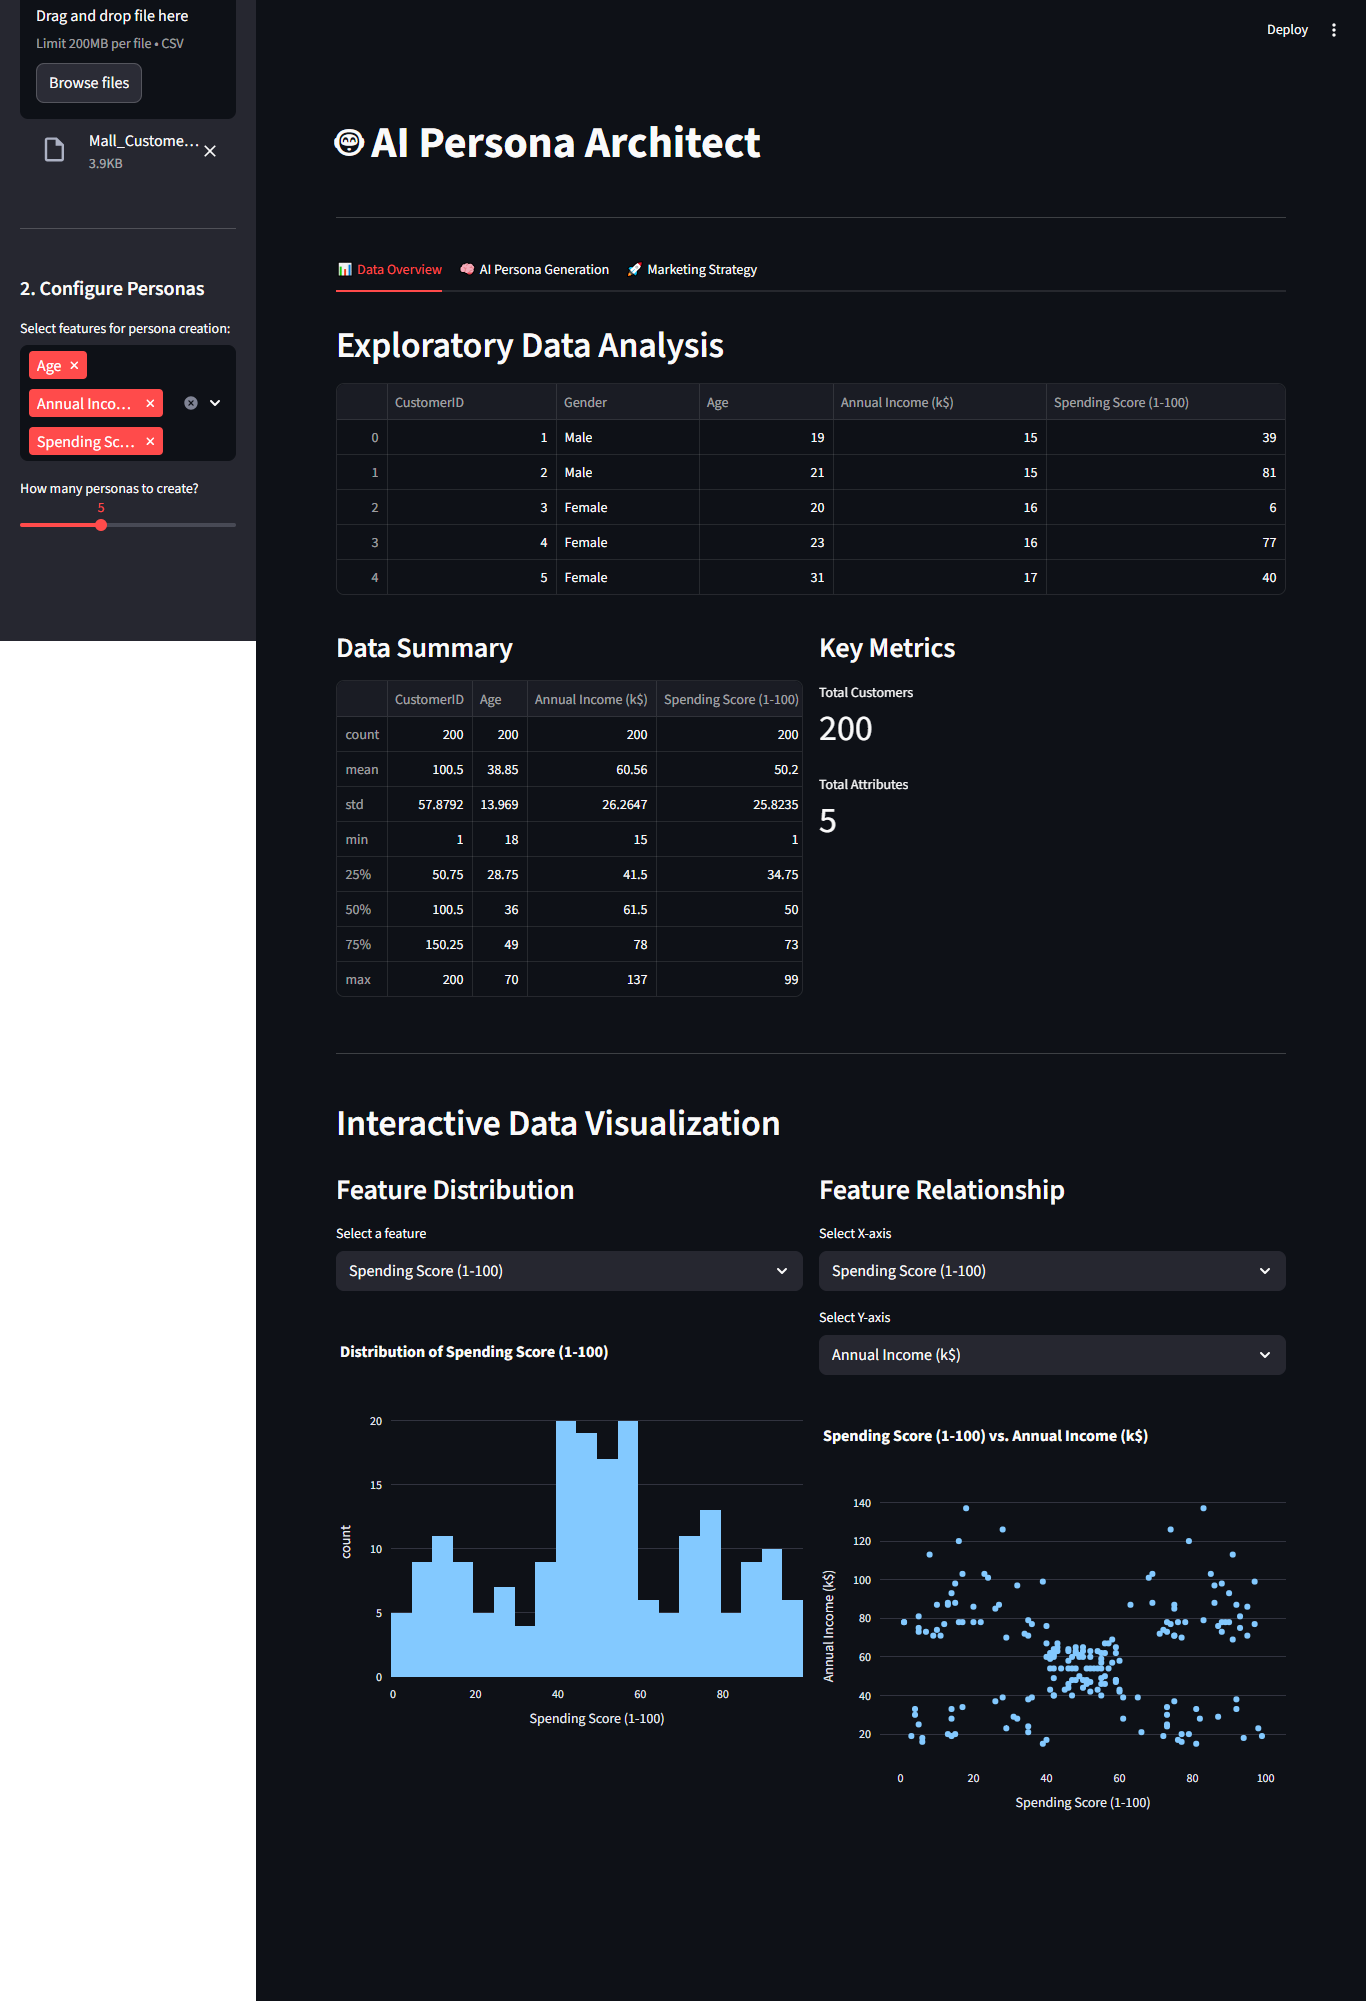 Drag and drop file here
Limit 200MB per file • CSV
Browse files
Mall_Custome...
3.9KB
2. Configure Personas
Select features for persona creation:
Age
Annual Inco...
Spending Sc...
How many personas to create?
5
Deploy
AI Persona Architect
Data Overview AI Persona Generation Marketing Strategy
Exploratory Data Analysis
CustomerID Gender Age Annual Income (k$) Spending Score (1-100)
0 1 Male 19 15 39
1 2 Male 21 15 81
2 3 Female 20 16 6
3 4 Female 23 16 77
4 5 Female 31 17 40
Data Summary
CustomerID Age Annual Income (k$) Spending Score (1-100)
count 200 200 200 200
mean 100.5 38.85 60.56 50.2
std 57.8792 13.969 26.2647 25.8235
min 1 18 15 1
25% 50.75 28.75 41.5 34.75
50% 100.5 36 61.5 50
75% 150.25 49 78 73
max 200 70 137 99
Key Metrics
Total Customers
200
Total Attributes
5
Interactive Data Visualization
Feature Distribution
Select a feature
Spending Score (1-100)
Distribution of Spending Score (1-100)
20
15
10
5
0
count
0 20 40 60 80
Spending Score (1-100)
Feature Relationship
Select X-axis
Spending Score (1-100)
Select Y-axis
Annual Income (k$)
Spending Score (1-100) vs. Annual Income (k$)
140
120
100
80
60
40
20
Annual Income (k$)
0 20 40 60 80 100
Spending Score (1-100)